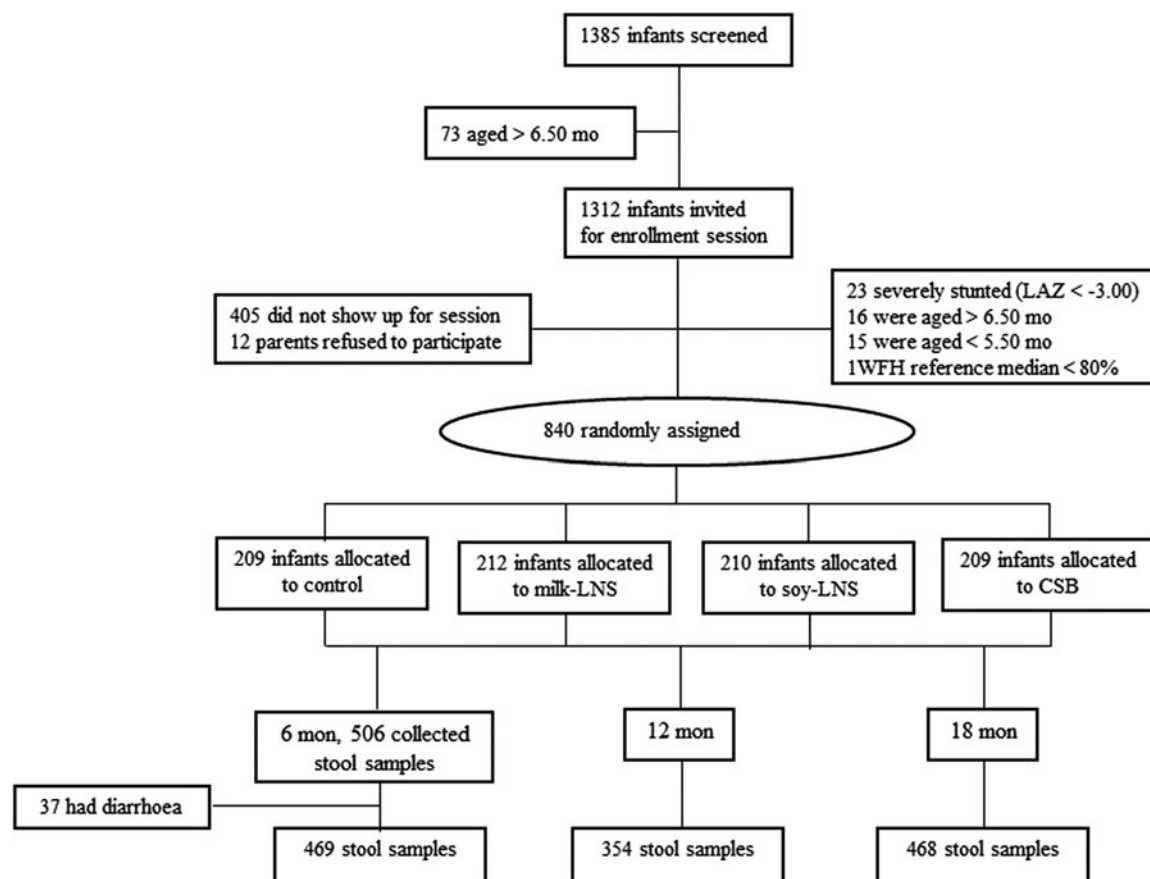 1385 infants screened
73 aged > 6.50 mo
1312 infants invited
for enrollment session
405 did not show up for session
12 parents refused to participate
23 severely stunted (LAZ < -3.00)
16 were aged > 6.50 mo
15 were aged < 5.50 mo
1WFH reference median < 80%
840 randomly assigned
209 infants allocated
to control
212 infants allocated
to milk-LNS
210 infants allocated
to soy-LNS
209 infants allocated
to CSB
6 mon, 506 collected
stool samples
12 mon
18 mon
37 had diarrhoea
469 stool samples
354 stool samples
468 stool samples